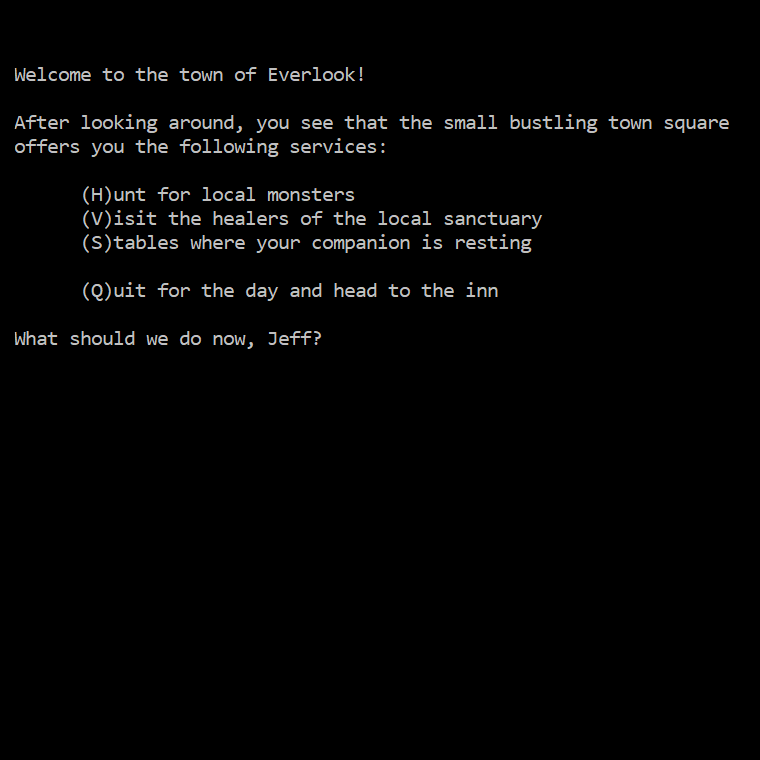 Welcome to the town of Everlook!
After looking around, you see that the small bustling town square
offers you the following services:
(H)unt for local monsters
(V)isit the healers of the local sanctuary
(S)tables where your companion is resting
(Q)uit for the day and head to the inn
What should we do now, Jeff?